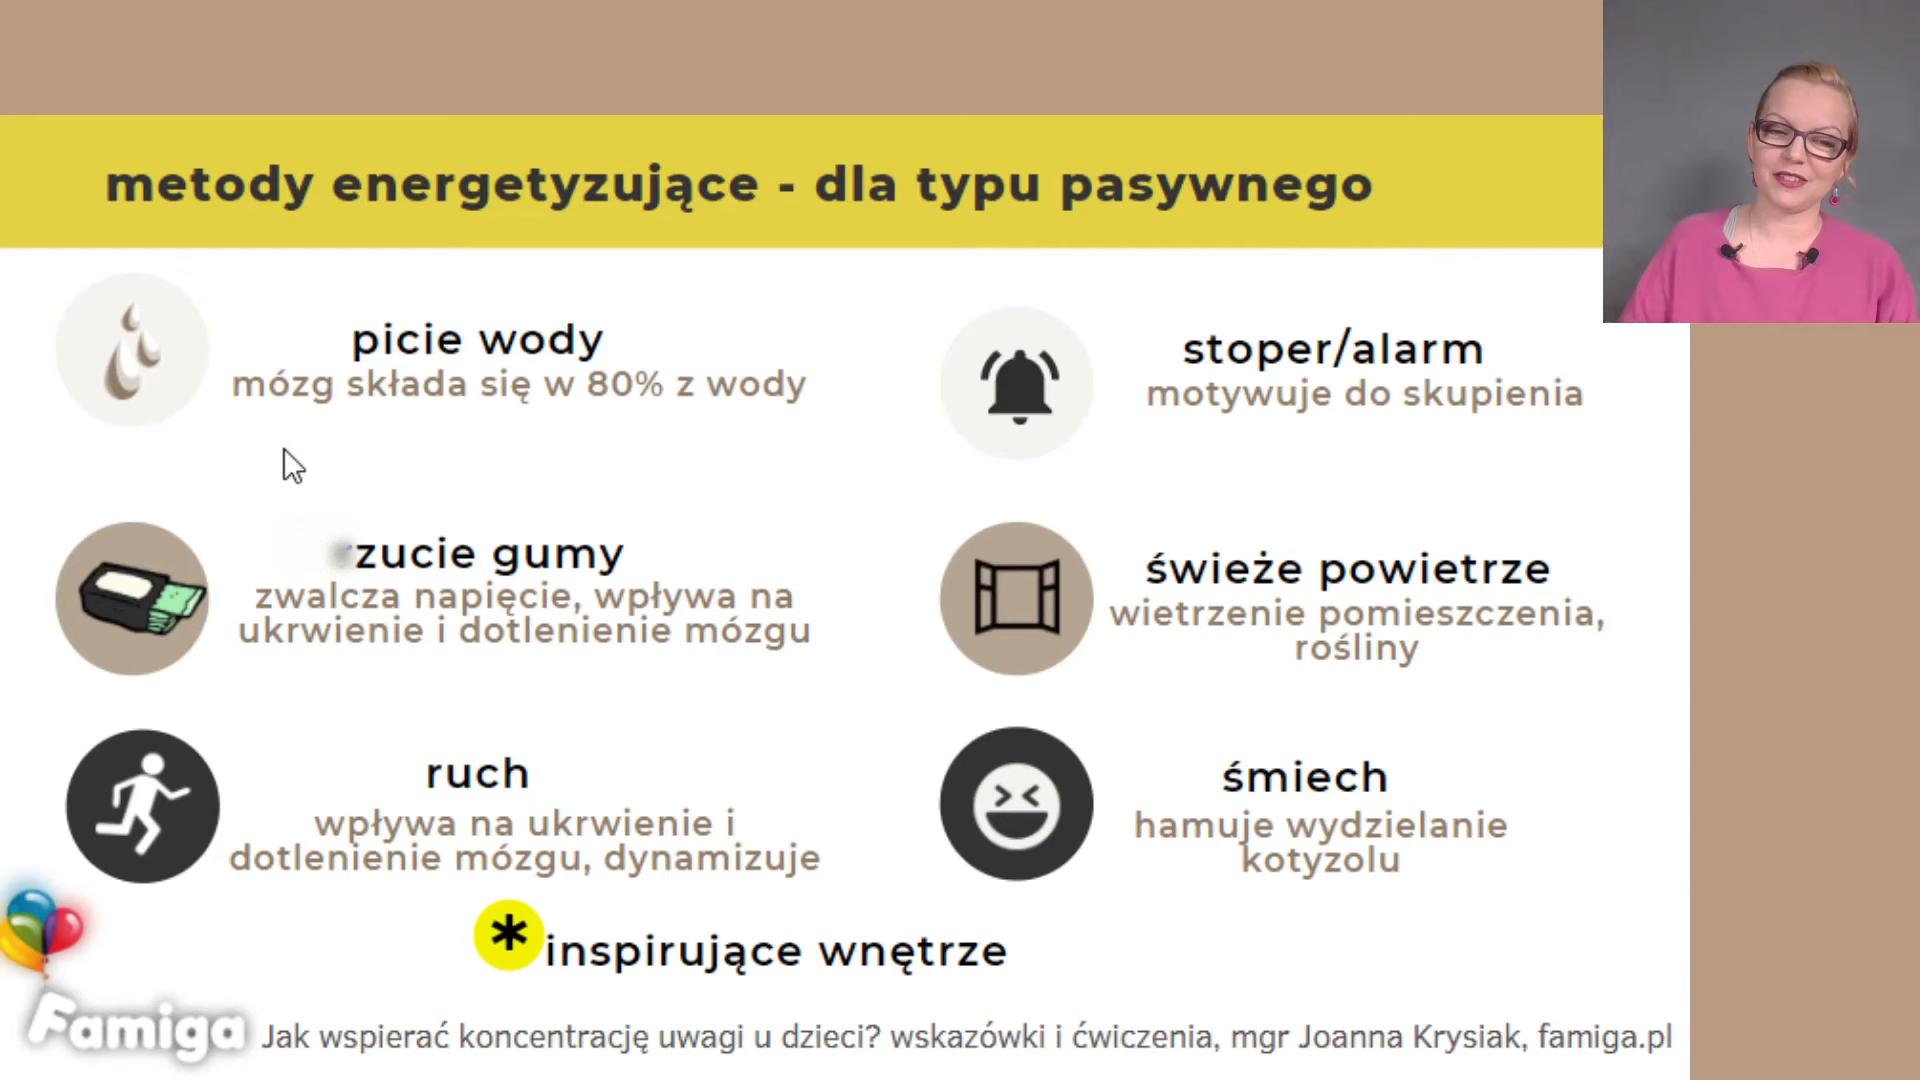 metody energetyzujące - dla typu pasywnego
picie wody
mózg składa się w 80% z wody
stoper/alarm
motywuje do skupienia
rzucie gumy
zwalcza napięcie, wpływa na
ukrwienie i dotlenienie mózgu
świeże powietrze
wietrzenie pomieszczenia,
rośliny
ruch
wpływa na ukrwienie i
dotlenienie mózgu, dynamizuje
śmiech
hamuje wydzielanie
kotyzolu
*inspirujące wnętrze
Famiga
Jak wspierać koncentrację uwagi u dzieci? wskazówki i ćwiczenia, mgr Joanna Krysiak, famiga.pl